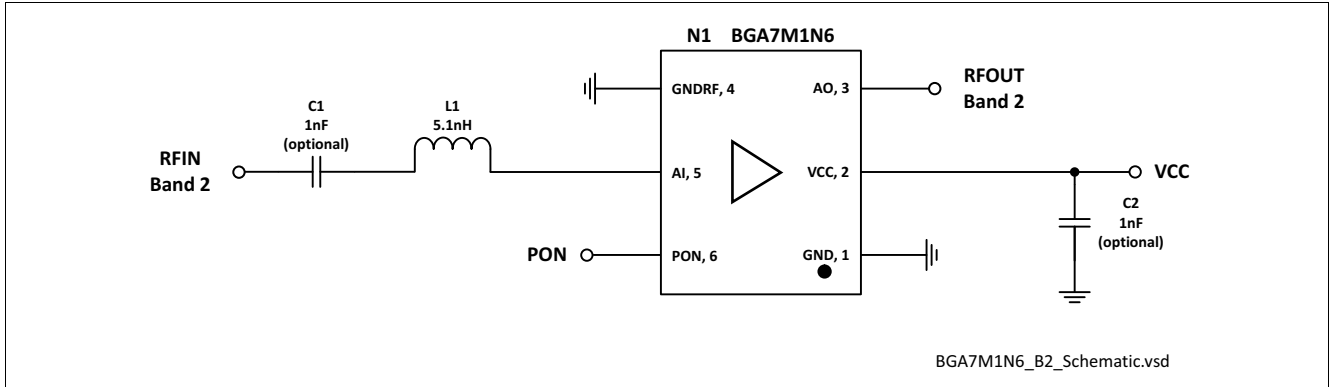 N1 BGA7M1N6
GNDRF, 4
AO, 3
RFOUT
Band 2
C1
1nF
(optional)
L1
5.1nH
RFIN
Band 2
AI, 5
VCC, 2
VCC
C2
1nF
(optional)
PON
PON, 6
GND, 1
BGA7M1N6_B2_Schematic.vsd